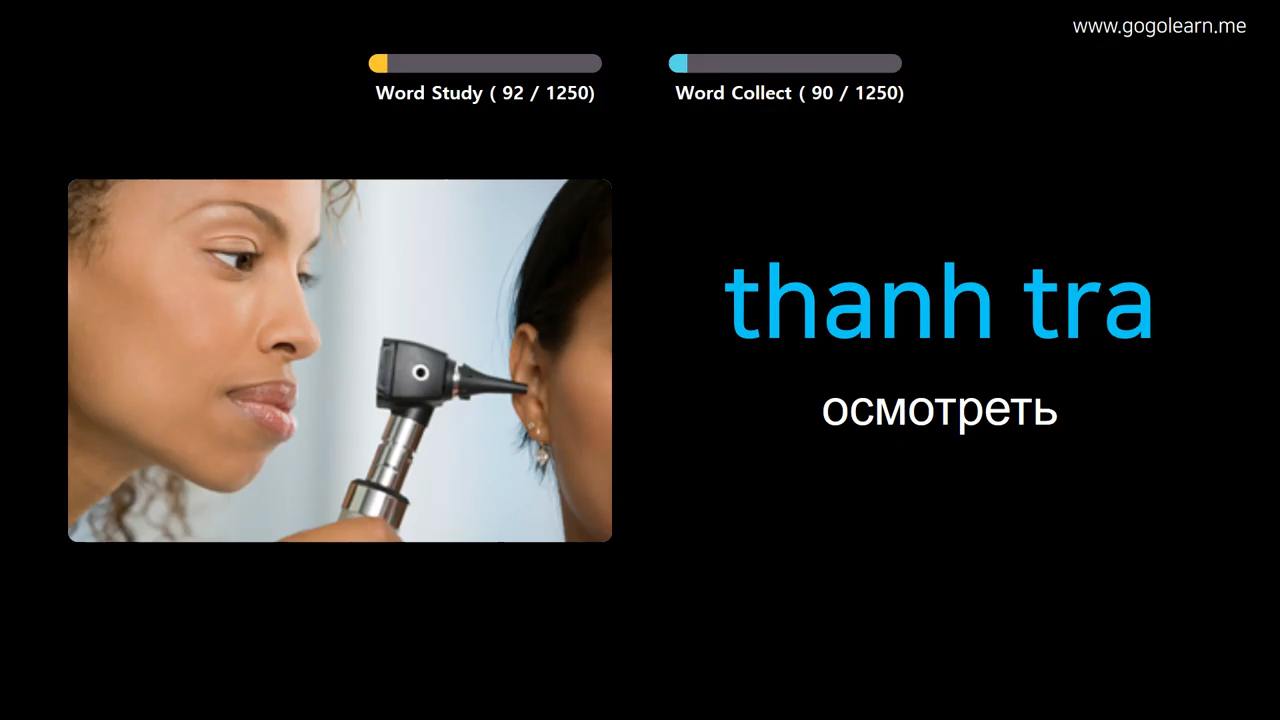 www.gogolearn.me
Word Study ( 92 / 1250)
Word Collect ( 90 / 1250)
thanh tra
осмотреть